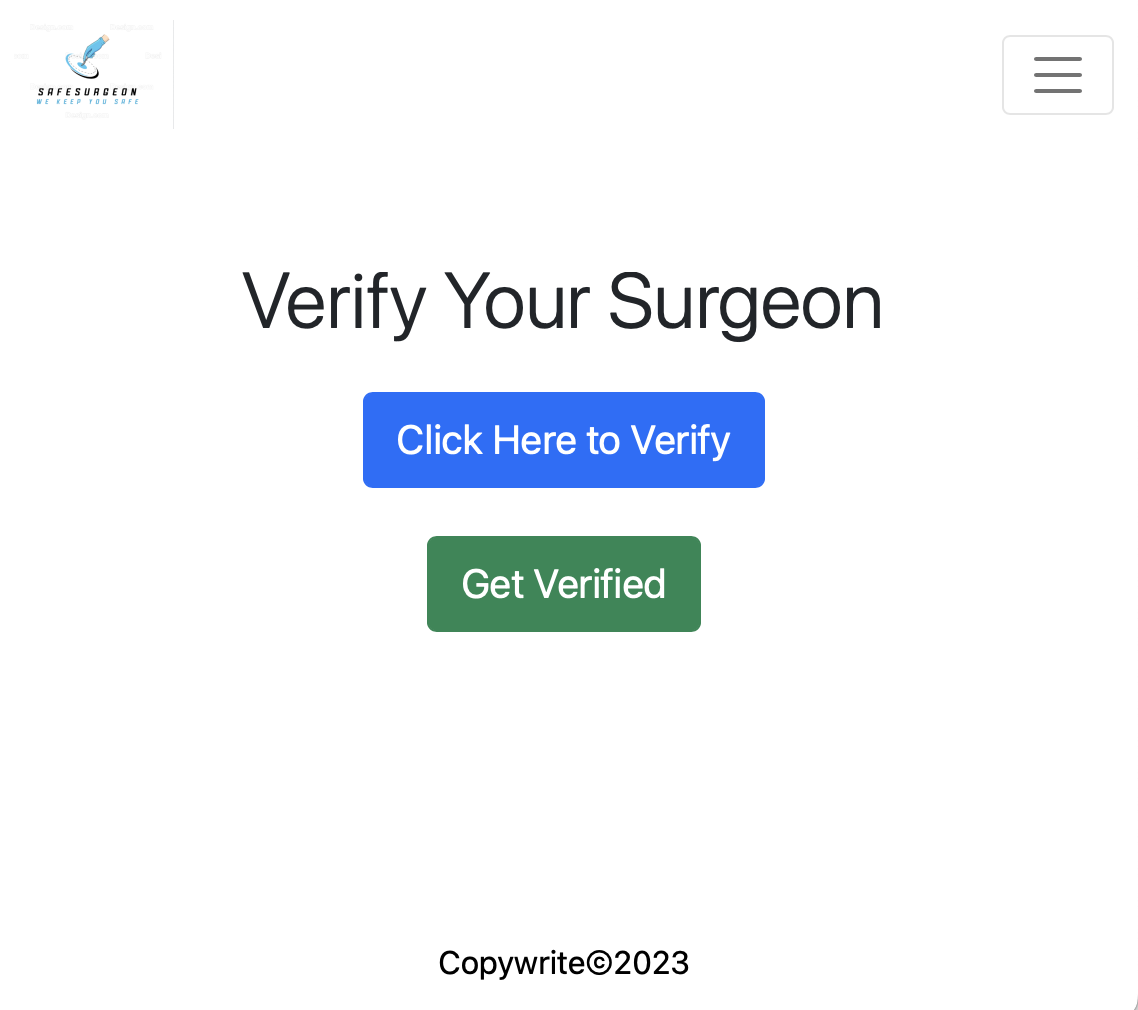 SAFESURGEON
WE KEEP YOU SAFE
Verify Your Surgeon
Click Here to Verify
Get Verified
Copywrite©2023